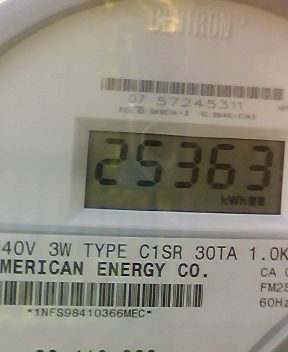 CENTRON®
07 57245311
25363
kWh
40V 3W TYPE C1SR 30TA 1.0K
MERICAN ENERGY CO.
CA
FM2S
60Hz
*1NFS98410366MEC*